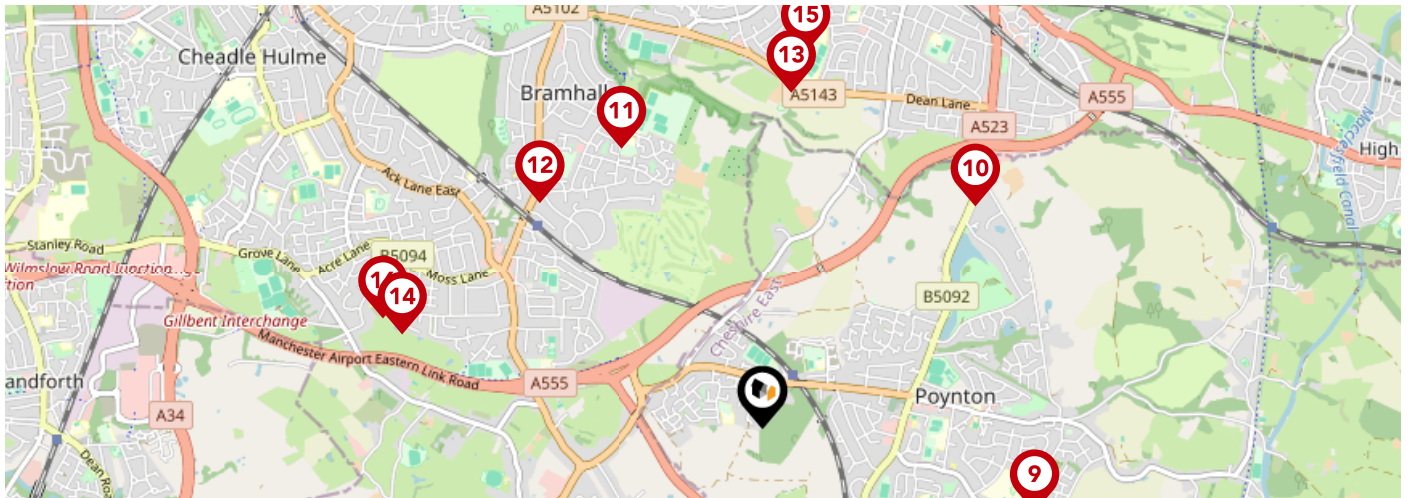 A5102
15
Cheadle Hulme
13
Bramhall
A5143
Dean Lane
A555
11
A523
Macclesfield Canal
High
12
10
Ack Lane East
Stanley Road
Grove Lane
Acre Lane
B5094
Moss Lane
Wilmslow Road Junction
tion
14
B5092
Cheshire East
Gillbent Interchange
Manchester Airport Eastern Link Road
andforth
A555
A34
Poynton
Dean Roa
9